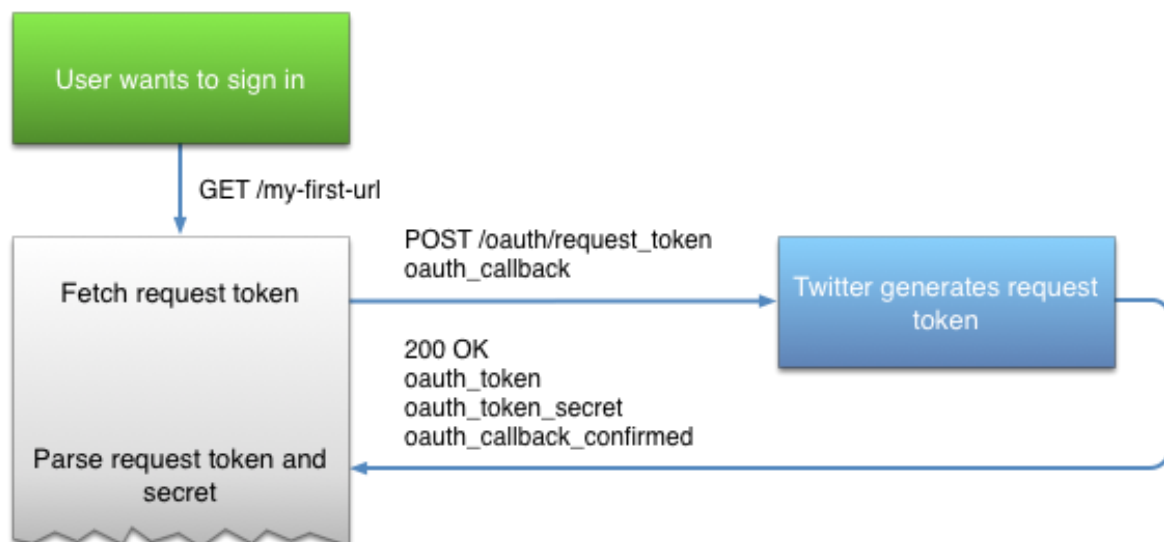 User wants to sign in
GET /my-first-url
POST /oauth/request_token
oauth_callback
Fetch request token
Twitter generates request
token
200 OK
oauth_token
oauth_token_secret
oauth_callback_confirmed
Parse request token and
secret